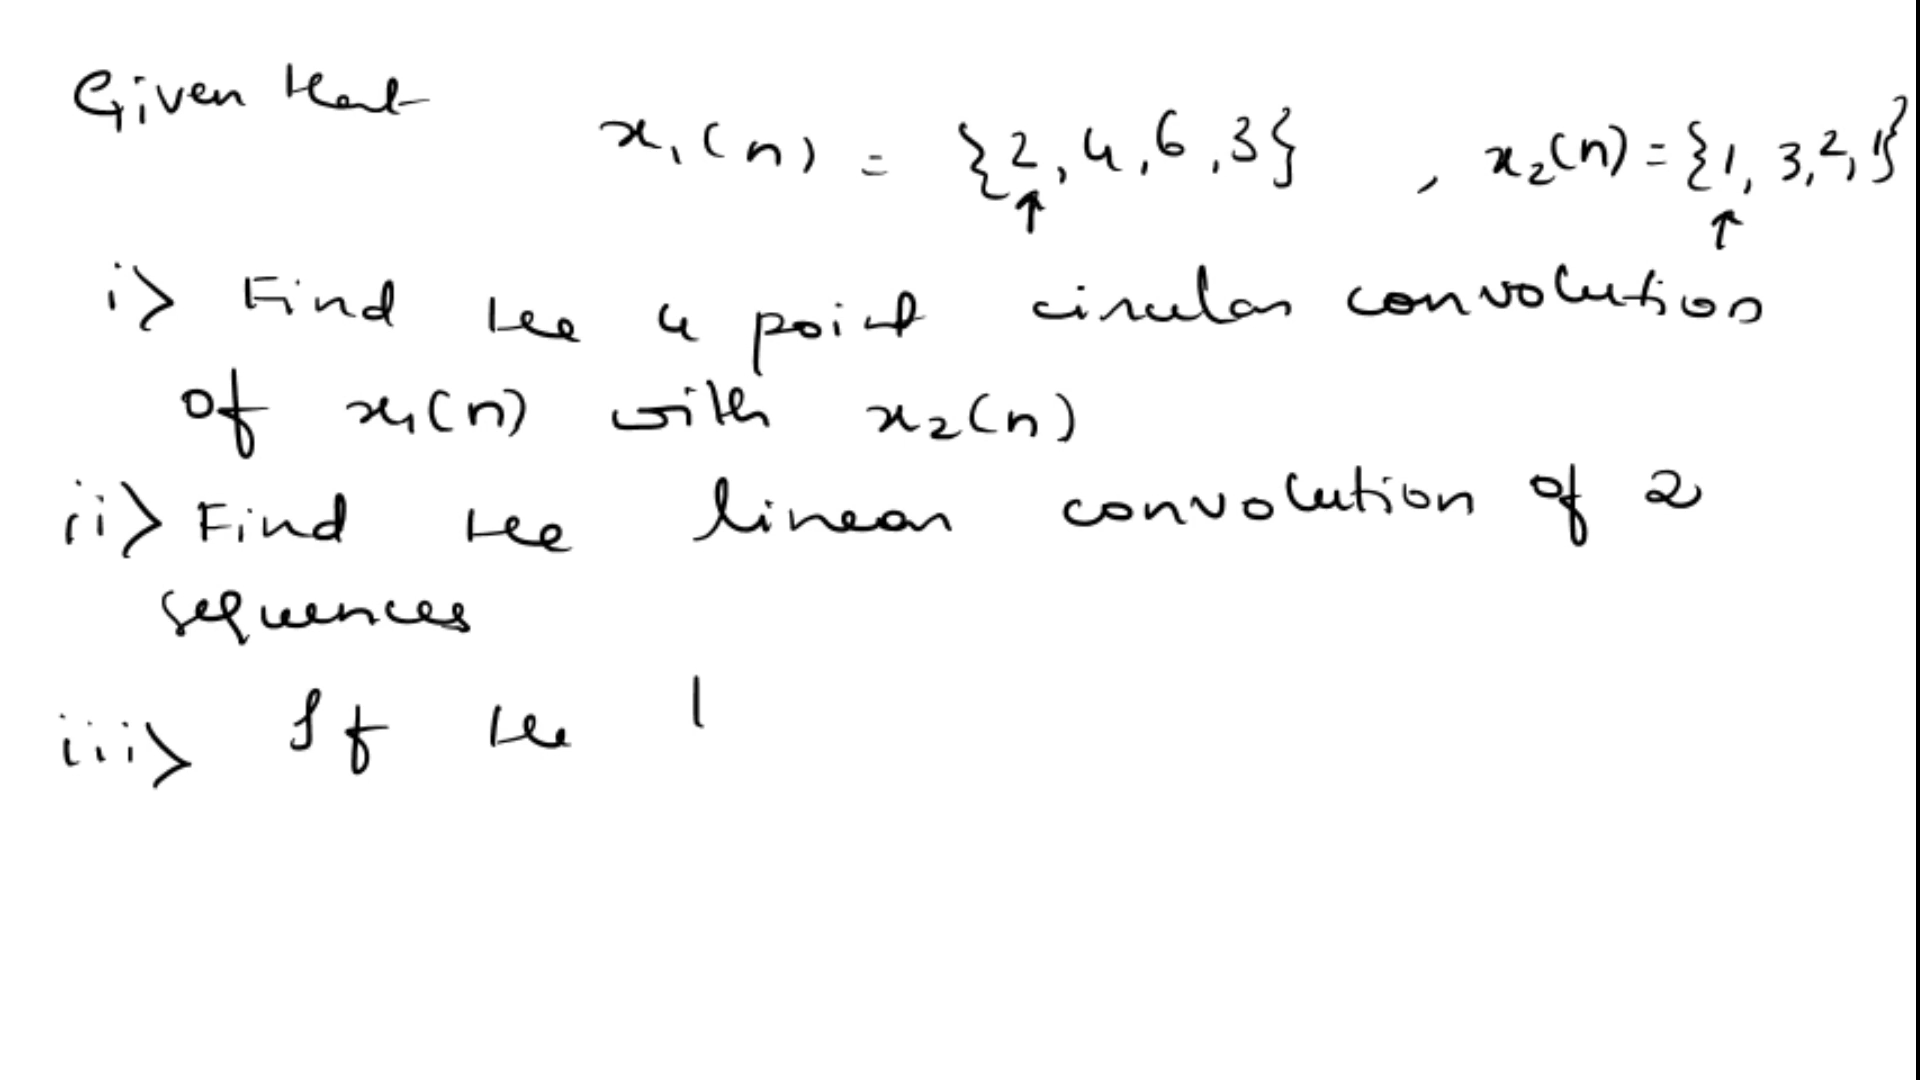 Given that x₁(n) = {2, 4, 6, 3} , x₂(n) = {1, 3, 2, 1}
↑ ↑
i> Find the 4 point circular convolution
of x₁(n) with x₂(n)
ii> Find the linear convolution of 2
sequences
iii> If the